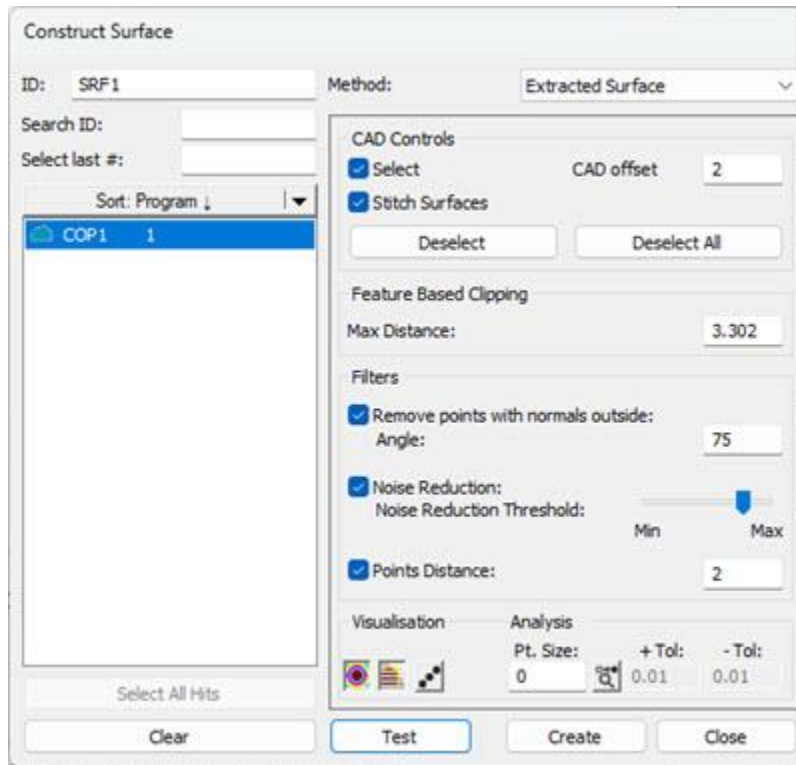 Construct Surface
ID: SRF1
Method: Extracted Surface
Search ID:
Select last #:
Sort: Program ↓
COP1 1
Select All Hits
Clear
CAD Controls
Select CAD offset 2
Stitch Surfaces
Deselect Deselect All
Feature Based Clipping
Max Distance: 3.302
Filters
Remove points with normals outside:
Angle: 75
Noise Reduction:
Noise Reduction Threshold:
Min Max
Points Distance: 2
Visualisation Analysis
Pt. Size: + Tol: - Tol:
0 0.01 0.01
Test Create Close